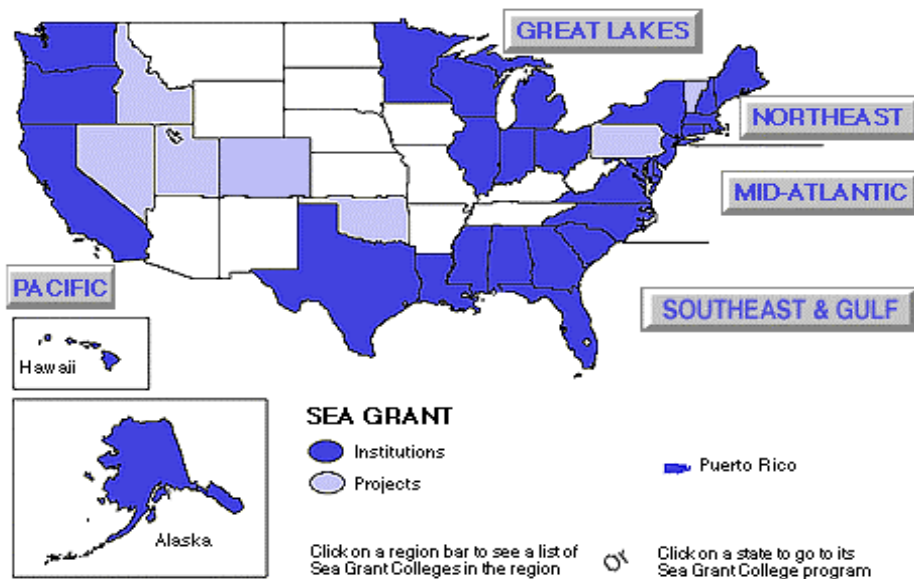 GREAT LAKES
NORTHEAST
MID-ATLANTIC
PACIFIC
SOUTHEAST & GULF
Hawaii
Alaska
SEA GRANT
Institutions
Projects
Puerto Rico
Click on a region bar to see a list of
Sea Grant Colleges in the region
Or
Click on a state to go to its
Sea Grant College program